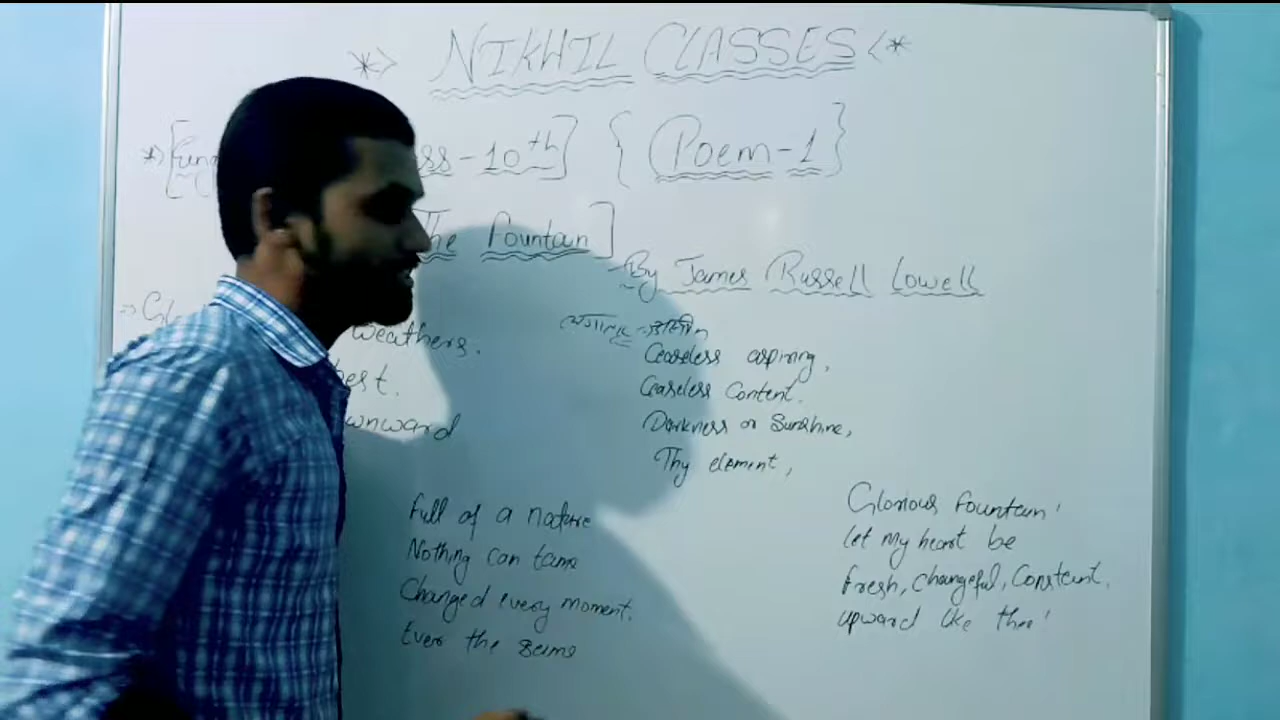 *> NIKHIL CLASSES <*
ss-10th] { (Poem-1 }
The Fountain ]
By James Russell Lowell
weathers.
Ceaseless aspiring,
Ceaseless Content.
Darkness or Sunshine,
Thy element,
wnward
Full of a nature
Nothing can tame
Changed every moment.
Ever the same
Glorious Fountain!
Let My heart be
Fresh, Changeful, Constant,
upward like thee!